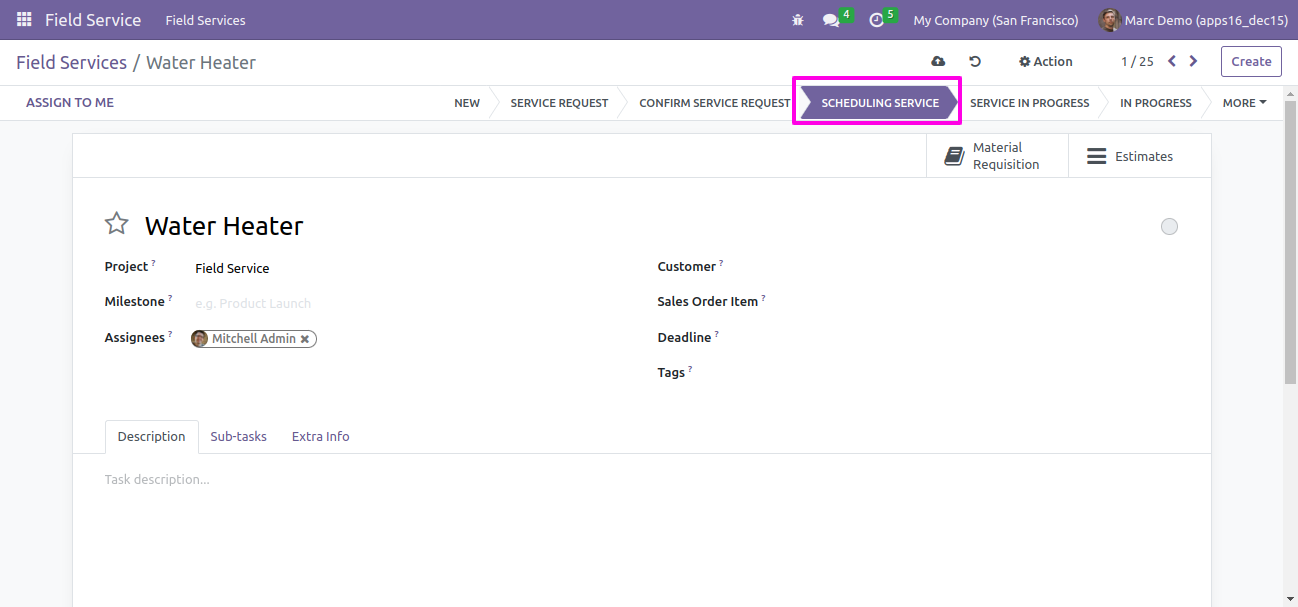 Field Service Field Services 4 5 My Company (San Francisco) Marc Demo (apps16_dec15)
Field Services / Water Heater Action 1 / 25 Create
ASSIGN TO ME NEW SERVICE REQUEST CONFIRM SERVICE REQUEST SCHEDULING SERVICE SERVICE IN PROGRESS IN PROGRESS MORE
Material
Requisition
Estimates
Water Heater
Project ? Field Service
Customer ?
Milestone ? e.g. Product Launch
Sales Order Item ?
Assignees ? Mitchell Admin
Deadline ?
Tags ?
Description Sub-tasks Extra Info
Task description...